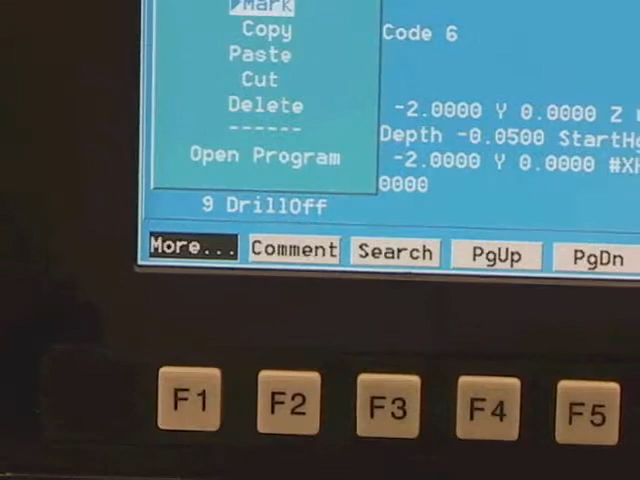 Mark
Copy
Code 6
Paste
Cut
Delete
-2.0000 Y 0.0000 Z
------
Depth -0.0500
Open Program
-2.0000 Y 0.0000
0000
9 DrillOff
More... Comment Search PgUp PgDn
F1 F2 F3 F4 F5